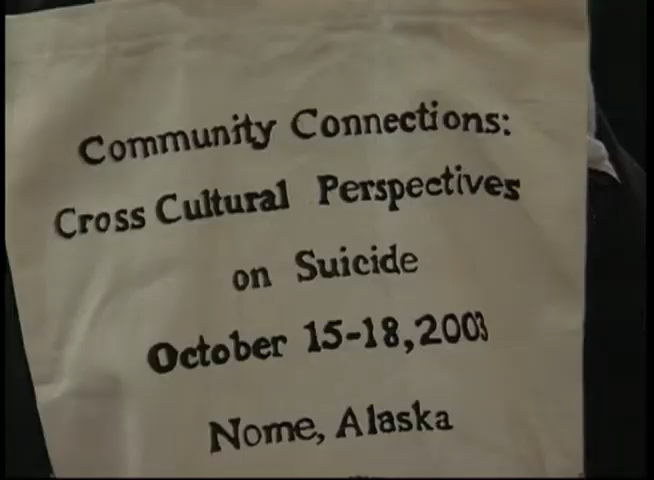 Community Connections:
Cross Cultural Perspectives
on Suicide
October 15-18, 2003
Nome, Alaska